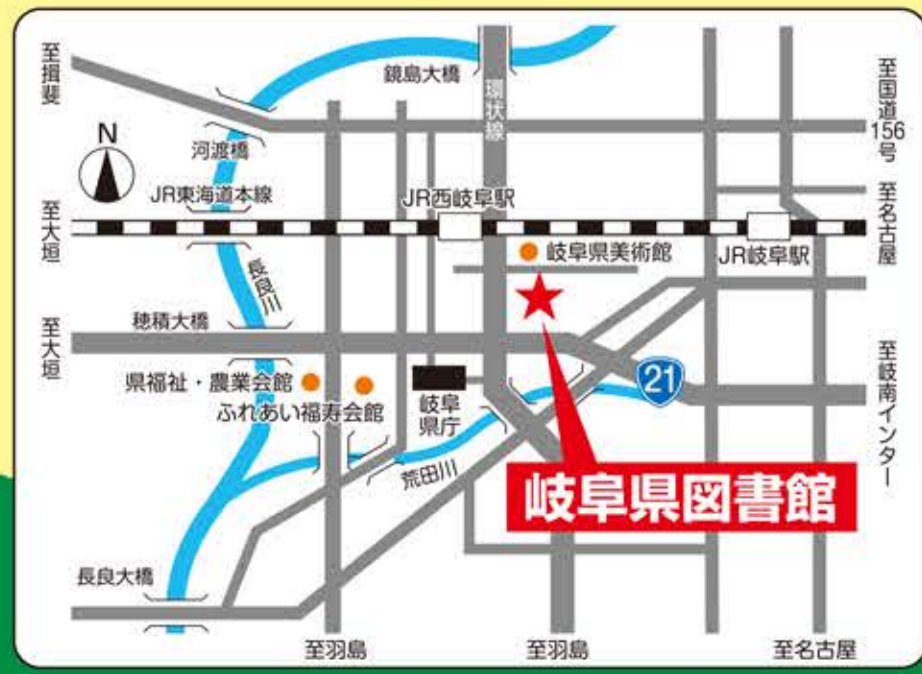 至揖斐
鏡島大橋
環状線
至国道
156
号
N
河渡橋
JR東海道本線
JR西岐阜駅
至大垣
至名古屋
岐阜県美術館
JR岐阜駅
長良川
穂積大橋
至大垣
21
至岐南インター
県福祉・農業会館
ふれあい福寿会館
岐阜
県庁
荒田川
岐阜県図書館
長良大橋
至羽島
至羽島
至名古屋